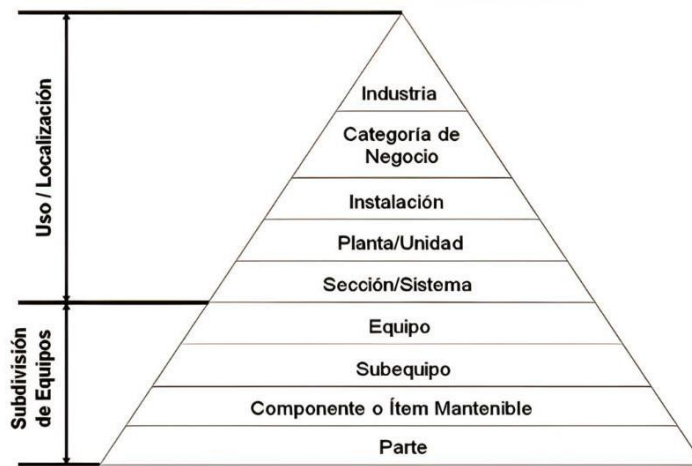 Uso / Localización
Subdivisión
de Equipos
Industria
Categoría de
Negocio
Instalación
Planta/Unidad
Sección/Sistema
Equipo
Subequipo
Componente o Ítem Mantenible
Parte